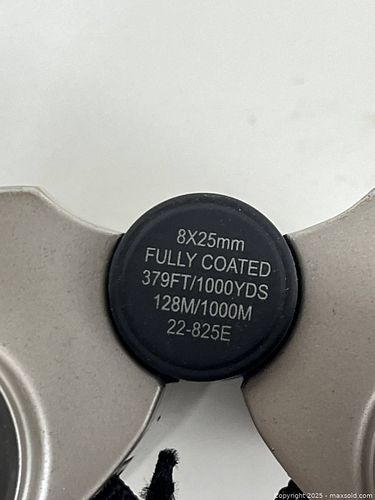 8X25mm
FULLY COATED
379FT/1000YDS
128M/1000M
22-825E
Copyright © 2025 - maxsold.com